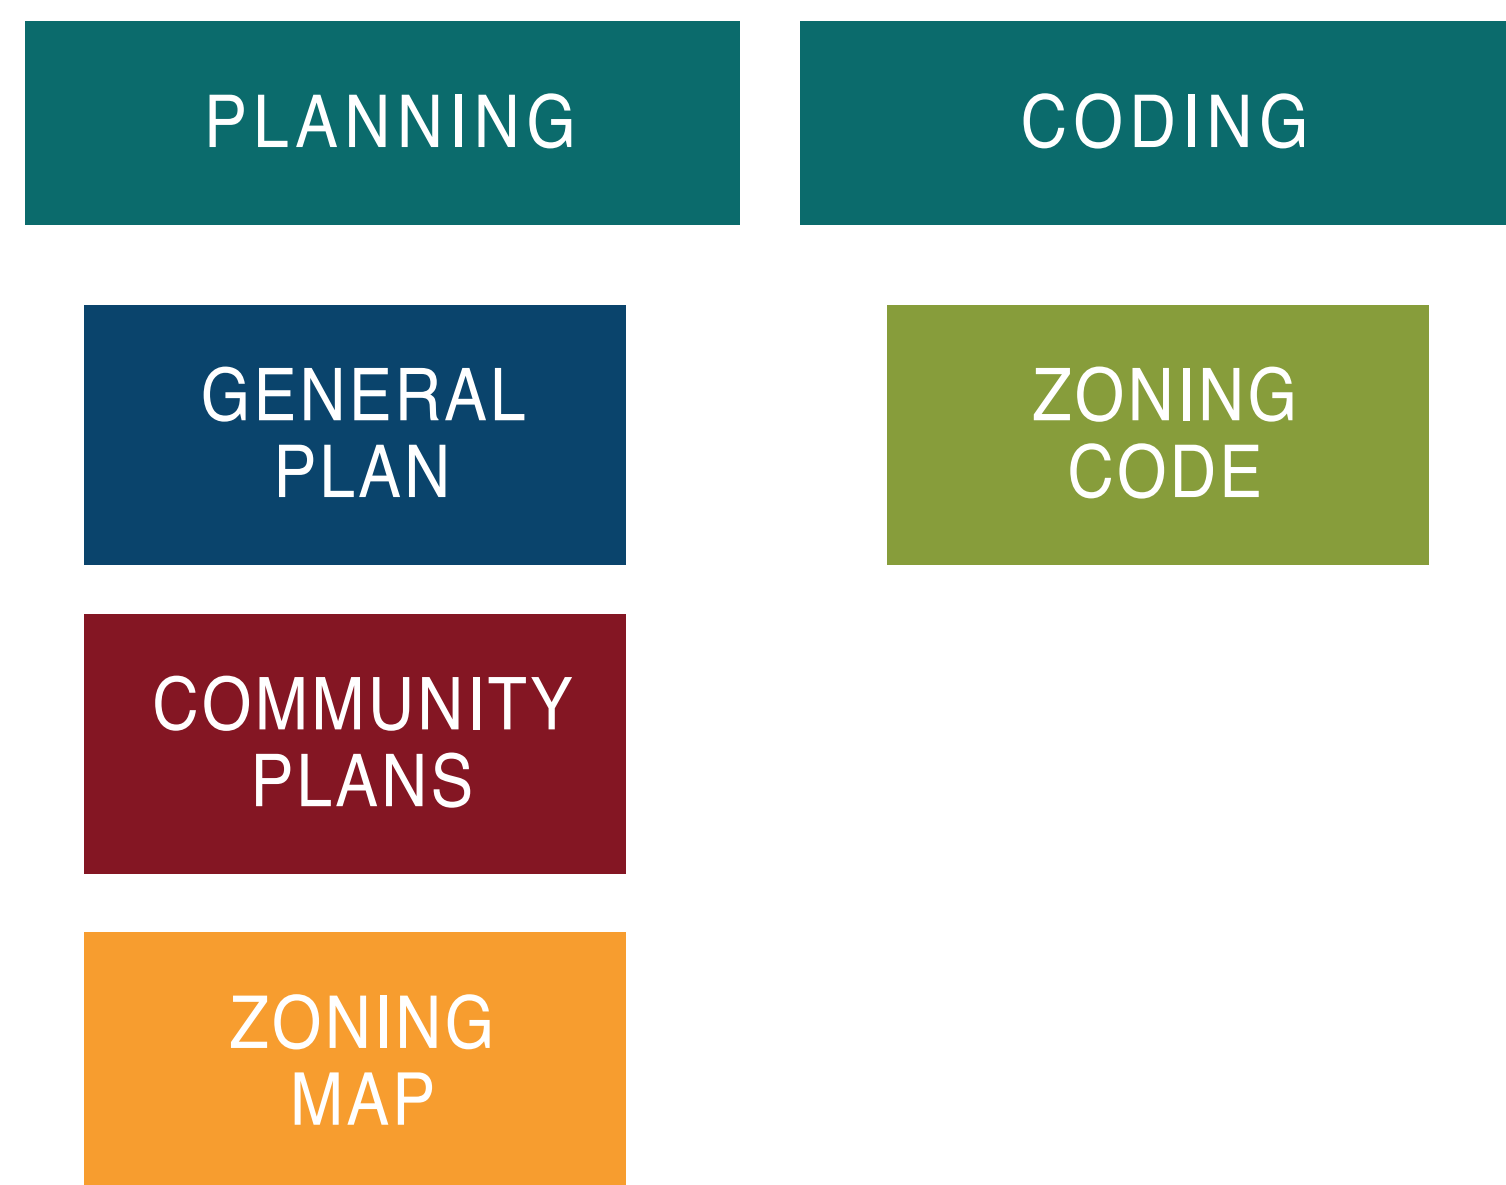 PLANNING
CODING
GENERAL
PLAN
ZONING
CODE
COMMUNITY
PLANS
ZONING
MAP